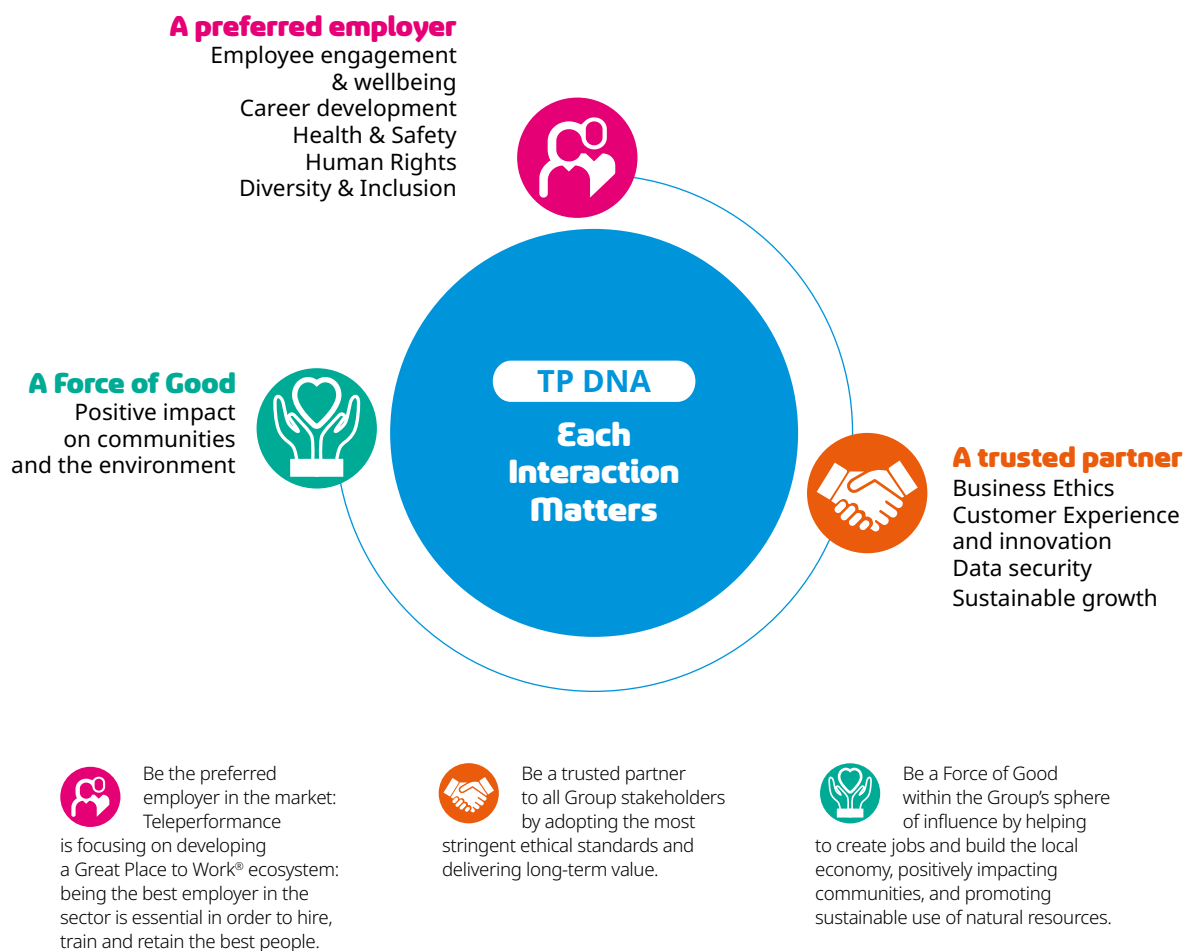 A preferred employer
Employee engagement
& wellbeing
Career development
Health & Safety
Human Rights
Diversity & Inclusion
A Force of Good
Positive impact
on communities
and the environment
TP DNA
Each
Interaction
Matters
A trusted partner
Business Ethics
Customer Experience
and innovation
Data security
Sustainable growth
Be the preferred
employer in the market:
Teleperformance
is focusing on developing
a Great Place to Work® ecosystem:
being the best employer in the
sector is essential in order to hire,
train and retain the best people.
Be a trusted partner
to all Group stakeholders
by adopting the most
stringent ethical standards and
delivering long-term value.
Be a Force of Good
within the Group’s sphere
of influence by helping
to create jobs and build the local
economy, positively impacting
communities, and promoting
sustainable use of natural resources.